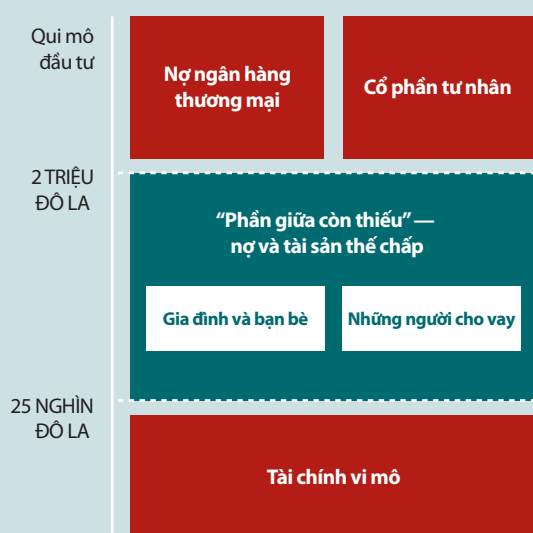 Qui mô
đầu tư
Nợ ngân hàng
thương mại
Cổ phần tư nhân
2 TRIỆU
ĐÔ LA
“Phần giữa còn thiếu” —
nợ và tài sản thế chấp
Gia đình và bạn bè
Những người cho vay
25 NGHÌN
ĐÔ LA
Tài chính vi mô